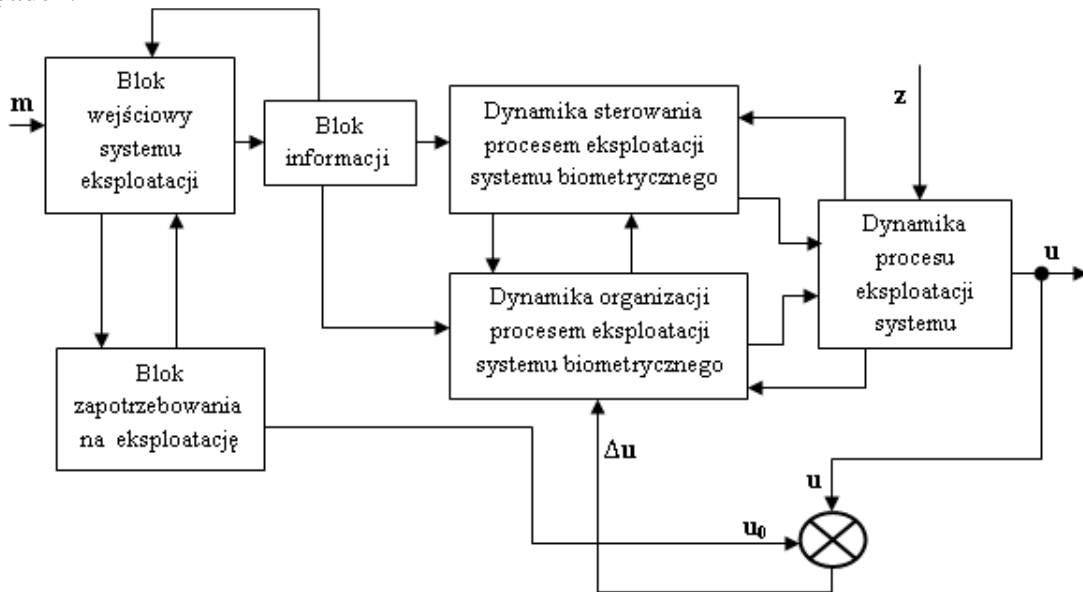 m
Blok
wejściowy
systemu
eksploatacji
Blok
informacji
Dynamika sterowania
procesem eksploatacji
systemu biometrycznego
z
Dynamika
procesu
eksploatacji
systemu
u
Dynamika organizacji
procesem eksploatacji
systemu biometrycznego
Blok
zapotrzebowania
na eksploatację
Δu
u
u₀